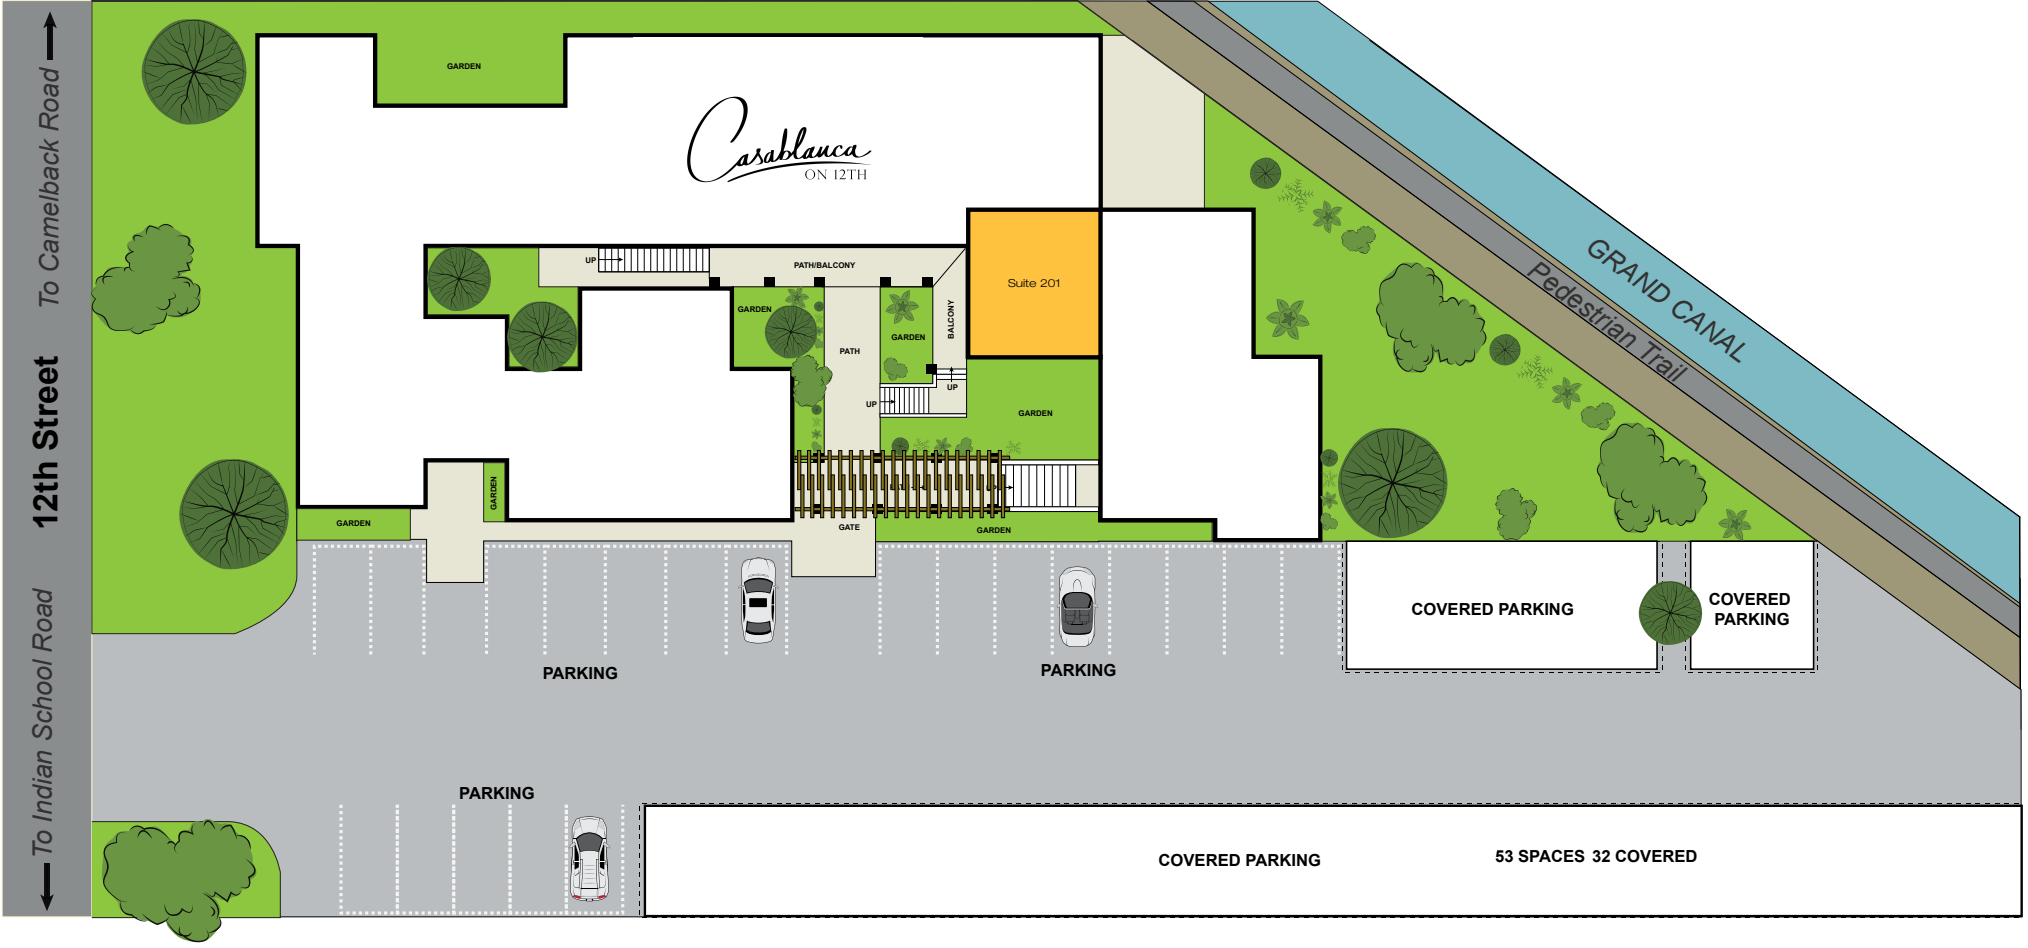 To Camelback Road
12th Street
To Indian School Road
GARDEN
Casablanca
ON 12TH
UP
PATH/BALCONY
Suite 201
GARDEN
GARDEN
BALCONY
PATH
UP
UP
GARDEN
GARDEN
GARDEN
GATE
GARDEN
GRAND CANAL
Pedestrian Trail
COVERED PARKING
COVERED
PARKING
PARKING
PARKING
PARKING
COVERED PARKING
53 SPACES 32 COVERED